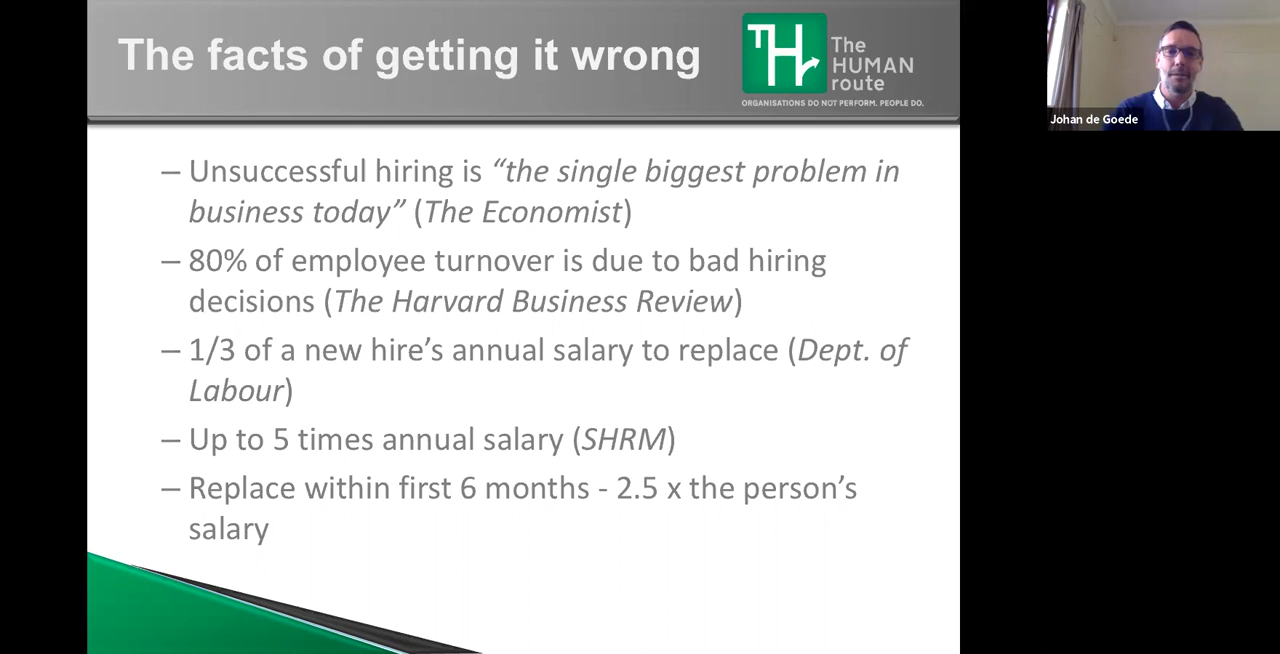 The facts of getting it wrong
TH
The
HUMAN
route
ORGANISATIONS DO NOT PERFORM. PEOPLE DO.
Johan de Goede
– Unsuccessful hiring is “the single biggest problem in
business today” (The Economist)
– 80% of employee turnover is due to bad hiring
decisions (The Harvard Business Review)
– 1/3 of a new hire’s annual salary to replace (Dept. of
Labour)
– Up to 5 times annual salary (SHRM)
– Replace within first 6 months - 2.5 x the person’s
salary